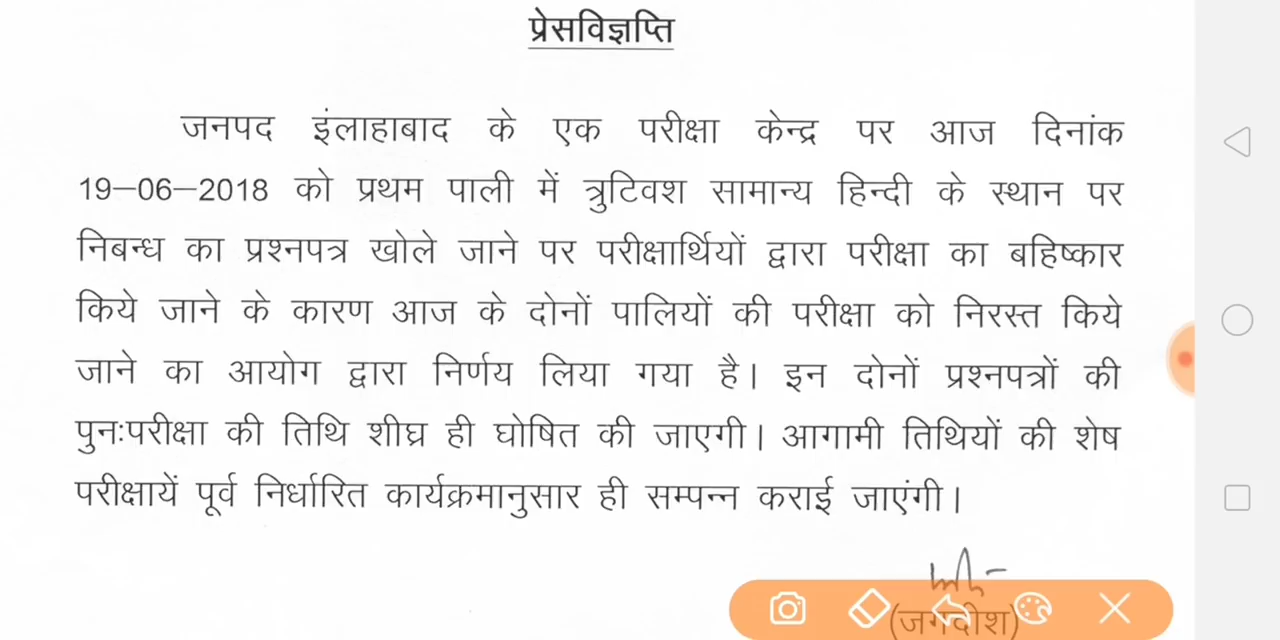 प्रेसविज्ञप्ति
जनपद इंलाहाबाद के एक परीक्षा केन्द्र पर आज दिनांक
19–06–2018 को प्रथम पाली में त्रुटिवश सामान्य हिन्दी के स्थान पर
निबन्ध का प्रश्नपत्र खोले जाने पर परीक्षार्थियों द्वारा परीक्षा का बहिष्कार
किये जाने के कारण आज के दोनों पालियों की परीक्षा को निरस्त किये
जाने का आयोग द्वारा निर्णय लिया गया है। इन दोनों प्रश्नपत्रों की
पुनःपरीक्षा की तिथि शीघ्र ही घोषित की जाएगी। आगामी तिथियों की शेष
परीक्षायें पूर्व निर्धारित कार्यक्रमानुसार ही सम्पन्न कराई जाएंगी।
(जगदीश)